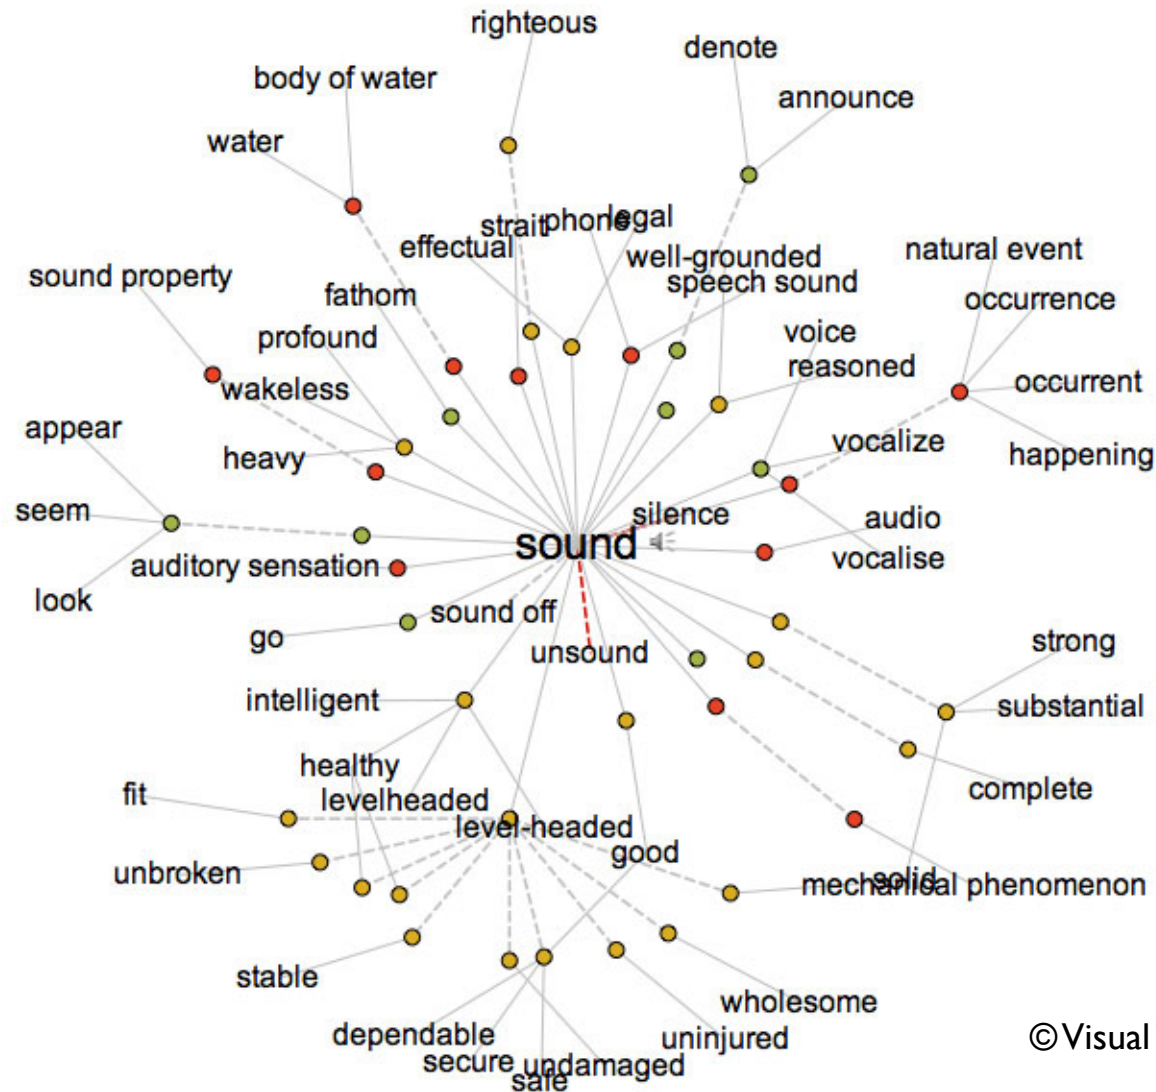 righteous
denote
body of water
announce
water
strait
phone
legal
effectual
well-grounded
natural event
sound property
speech sound
fathom
occurrence
profound
voice
reasoned
wakeless
occurrent
appear
vocalize
heavy
happening
seem
silence
audio
sound
auditory sensation
vocalise
look
sound off
go
unsound
strong
intelligent
substantial
healthy
fit
levelheaded
complete
level-headed
good
unbroken
solid
mechanical phenomenon
stable
wholesome
dependable
uninjured
© Visual
secure
undamaged
safe